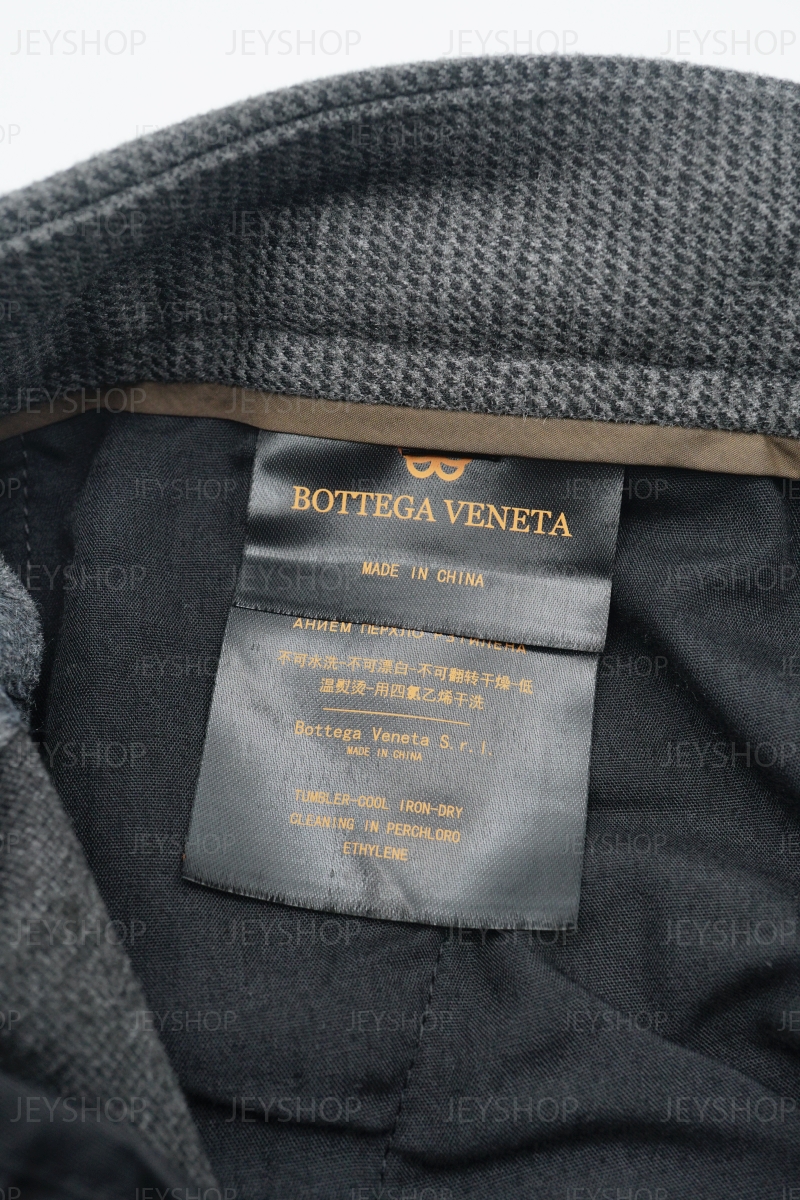 BOTTEGA VENETA
MADE IN CHINA
不可水洗-不可漂白-不可翻转干燥-低
温熨烫-用四氯乙烯干洗
Bottega Veneta S.r.l.
MADE IN CHINA
TUMBLER-COOL IRON-DRY
CLEANING IN PERCHLORO
ETHYLENE
JEYSHOP